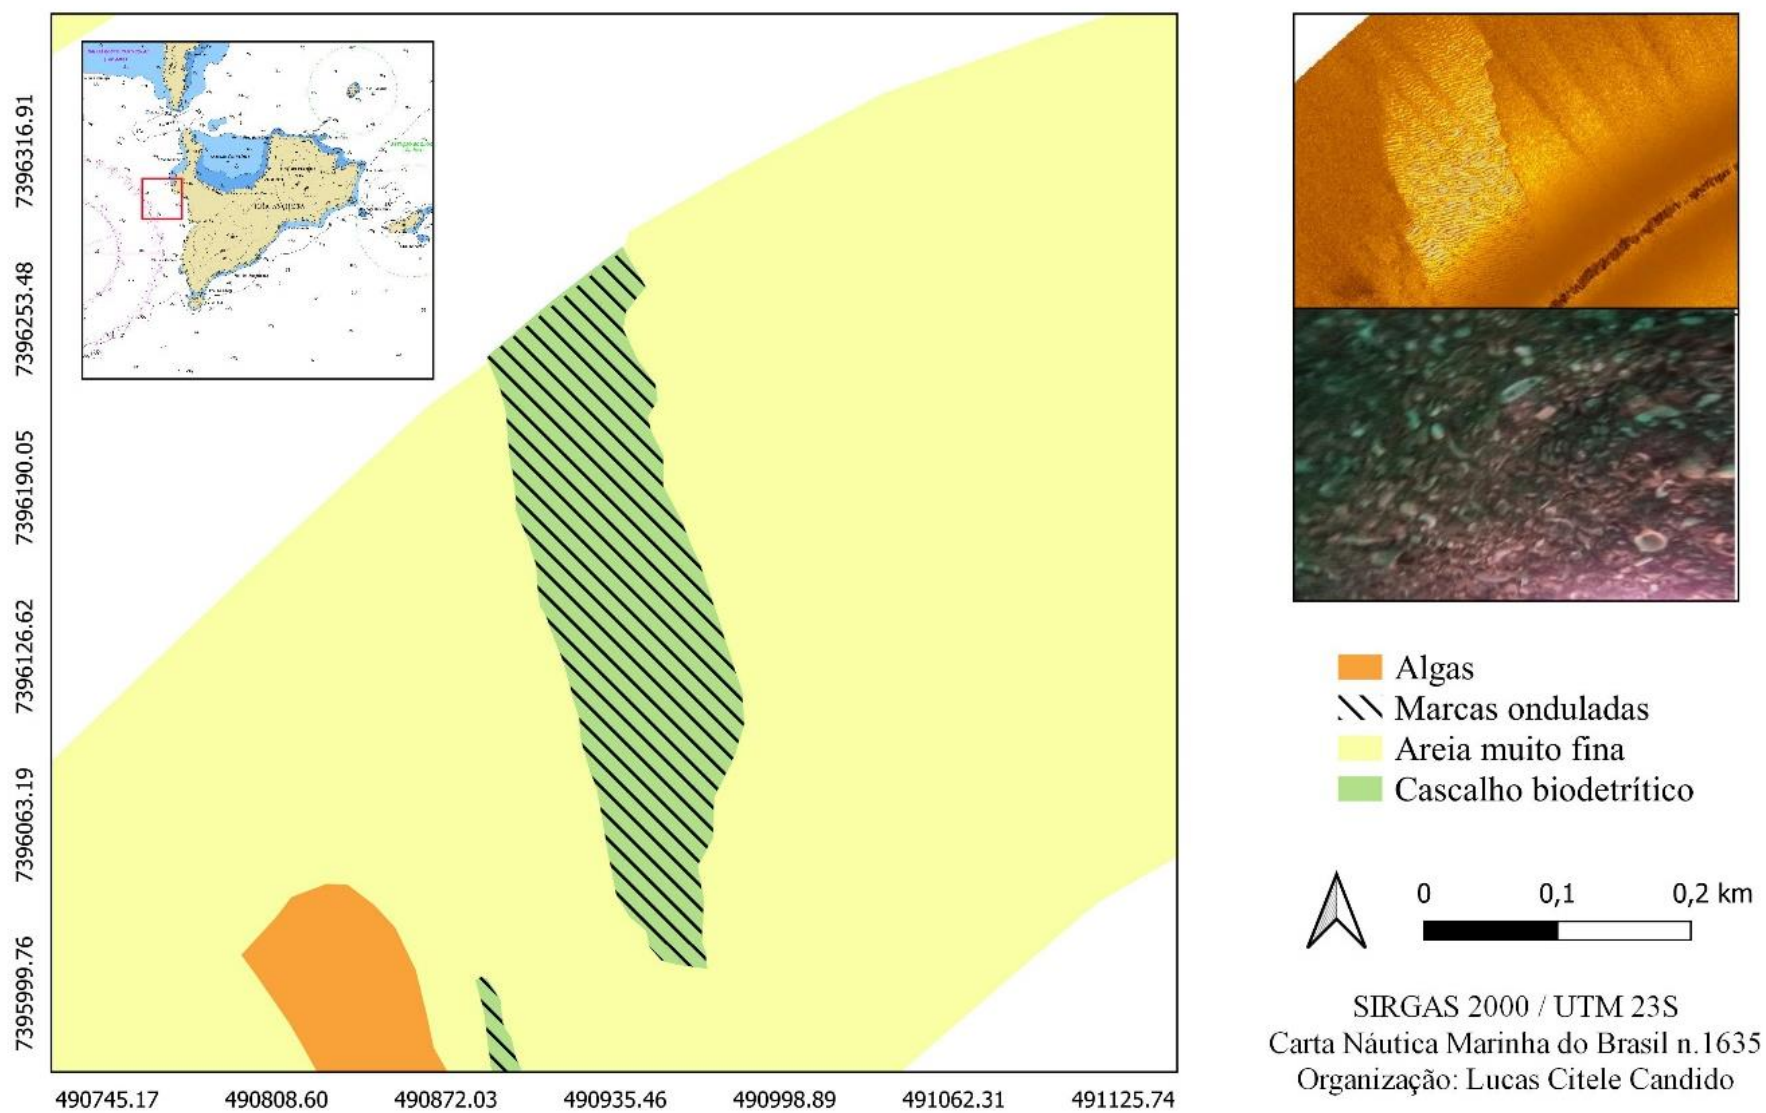 7396316.91
7396253.48
7396190.05
7396126.62
7396063.19
7395999.76
490745.17
490808.60
490872.03
490935.46
490998.89
491062.31
491125.74
Algas
Marcas onduladas
Areia muito fina
Cascalho biodetrítico
0 0,1 0,2 km
SIRGAS 2000 / UTM 23S
Carta Náutica Marinha do Brasil n.1635
Organização: Lucas Citele Candido